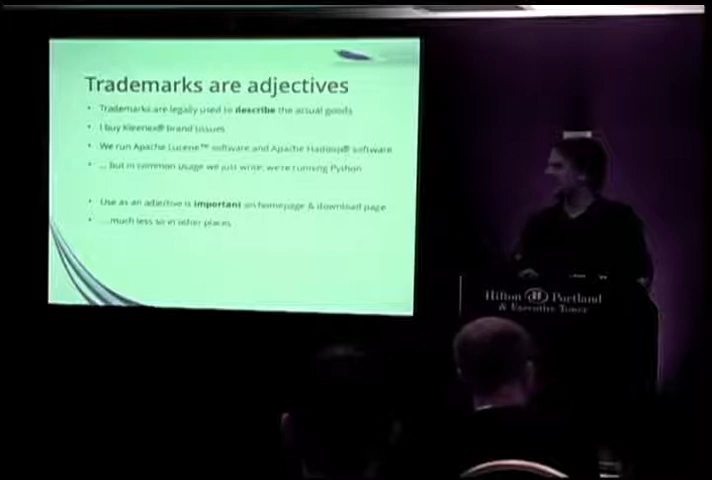 Trademarks are adjectives
• Trademarks are legally used to describe the actual goods
• I buy Kleenex® brand tissues
• We run Apache Lucene™ software and Apache Hadoop® software
• ... but in common usage we just write: we're running Python
• Use as an adjective is important on homepage & download page
• ...much less so in other places
Hilton Portland
& Executive Tower